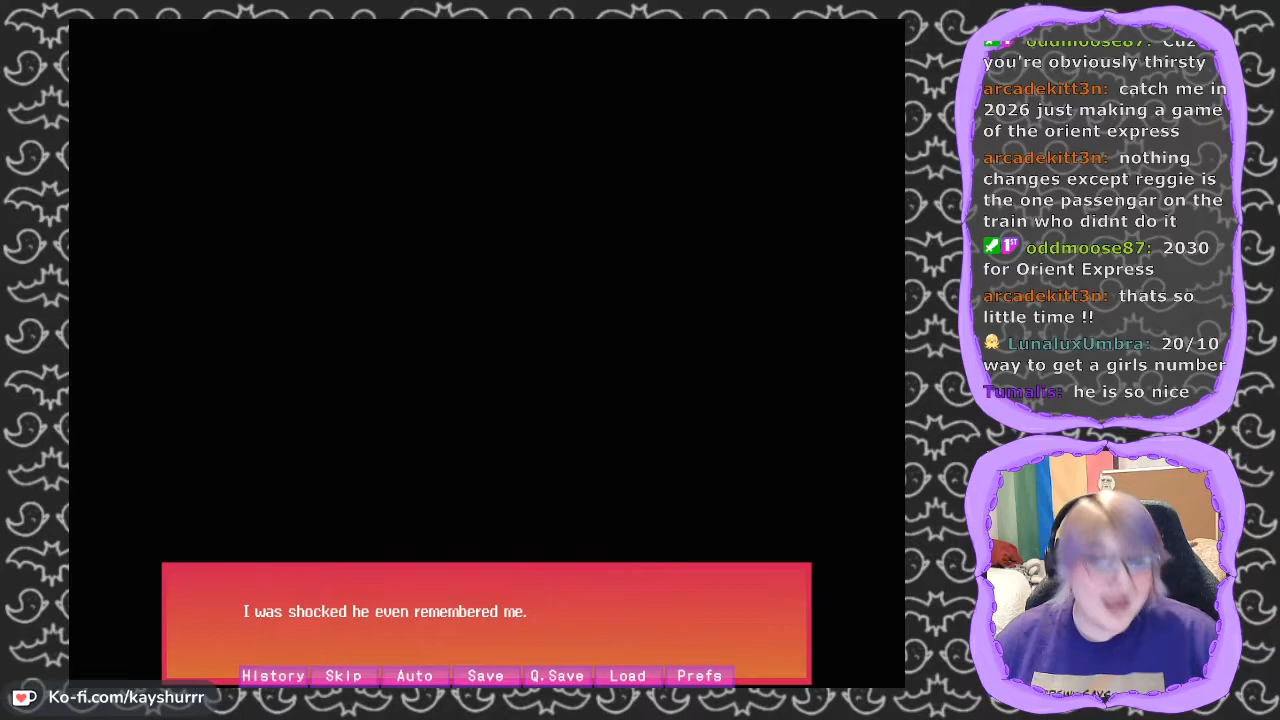 oddmoose87: Cuz
you're obviously thirsty
arcadekitt3n: catch me in
2026 just making a game
of the orient express
arcadekitt3n: nothing
changes except reggie is
the one passengar on the
train who didnt do it
1ST oddmoose87: 2030
for Orient Express
arcadekitt3n: thats so
little time !!
LunaluxUmbra: 20/10
way to get a girls number
Tumalis: he is so nice
I was shocked he even remembered me.
History Skip Auto Save Q.Save Load Prefs
Ko-fi.com/kayshurrr